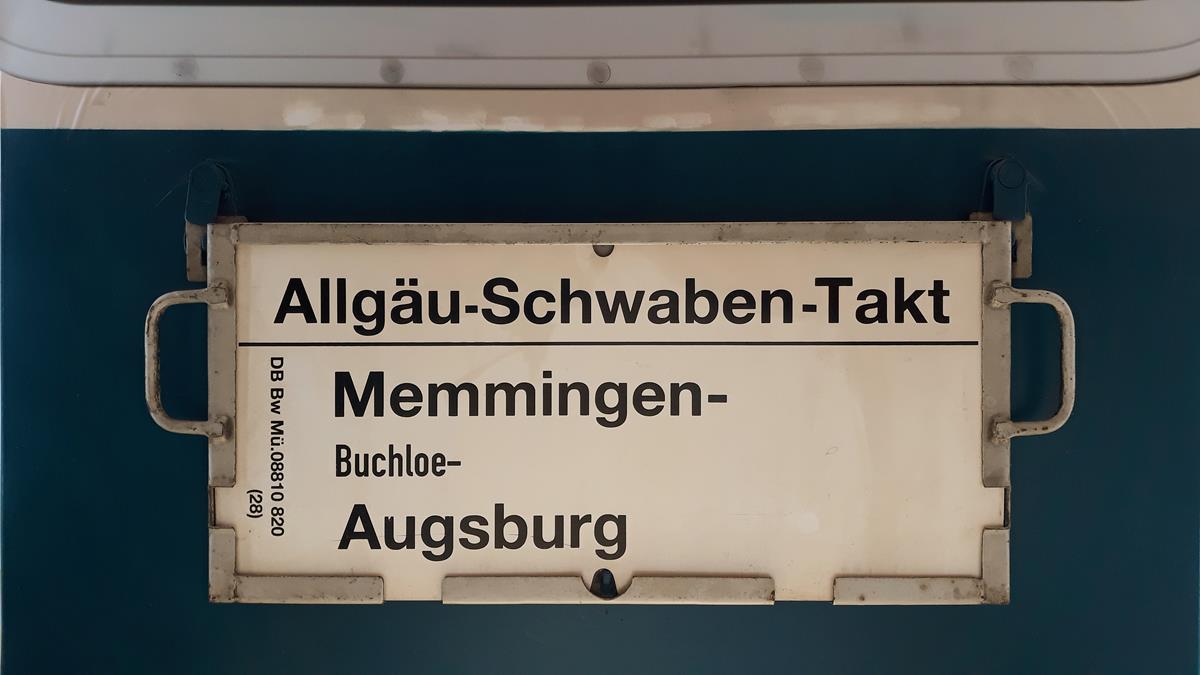 Allgäu-Schwaben-Takt
Memmingen-
Buchloe-
Augsburg
DB Bw Mü.08810 820
(28)